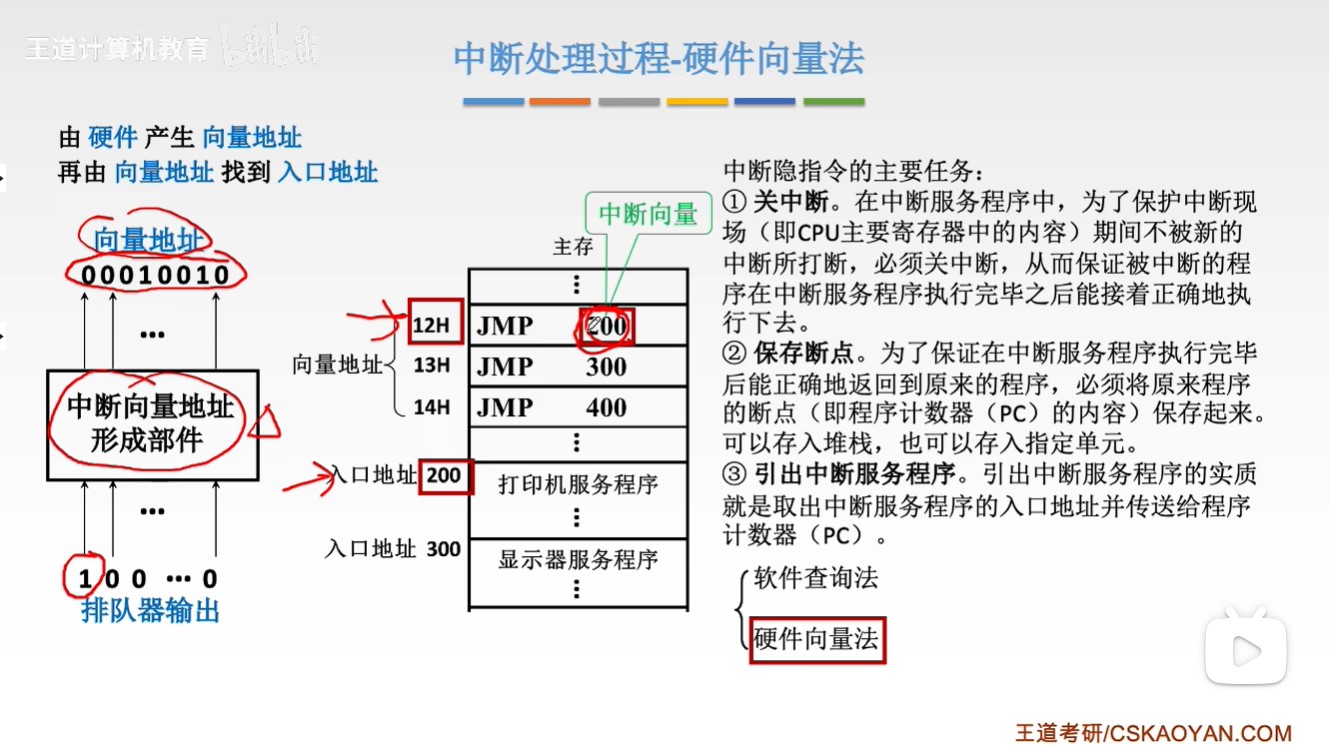 王道计算机教育 bilibili
中断处理过程-硬件向量法
由 硬件 产生 向量地址
再由 向量地址 找到 入口地址
向量地址
00010010
…
中断向量地址
形成部件
…
1 0 0 … 0
排队器输出
中断向量
主存
⋮
12H JMP 200
向量地址 13H JMP 300
14H JMP 400
⋮
入口地址 200 打印机服务程序
⋮
入口地址 300 显示器服务程序
⋮
中断隐指令的主要任务：
① 关中断。在中断服务程序中，为了保护中断现
场（即CPU主要寄存器中的内容）期间不被新的
中断所打断，必须关中断，从而保证被中断的程
序在中断服务程序执行完毕之后能接着正确地执
行下去。
② 保存断点。为了保证在中断服务程序执行完毕
后能正确地返回到原来的程序，必须将原来程序
的断点（即程序计数器（PC）的内容）保存起来。
可以存入堆栈，也可以存入指定单元。
③ 引出中断服务程序。引出中断服务程序的实质
就是取出中断服务程序的入口地址并传送给程序
计数器（PC）。
软件查询法
硬件向量法
王道考研/CSKAOYAN.COM